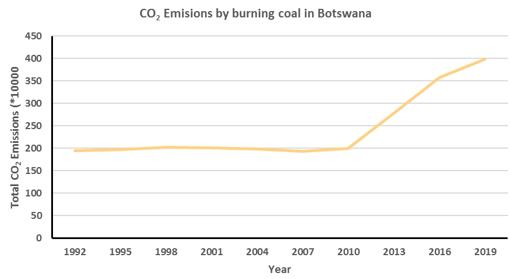 CO₂ Emisions by burning coal in Botswana
Total CO₂ Emissions (*10000
450
400
350
300
250
200
150
100
50
0
1992 1995 1998 2001 2004 2007 2010 2013 2016 2019
Year